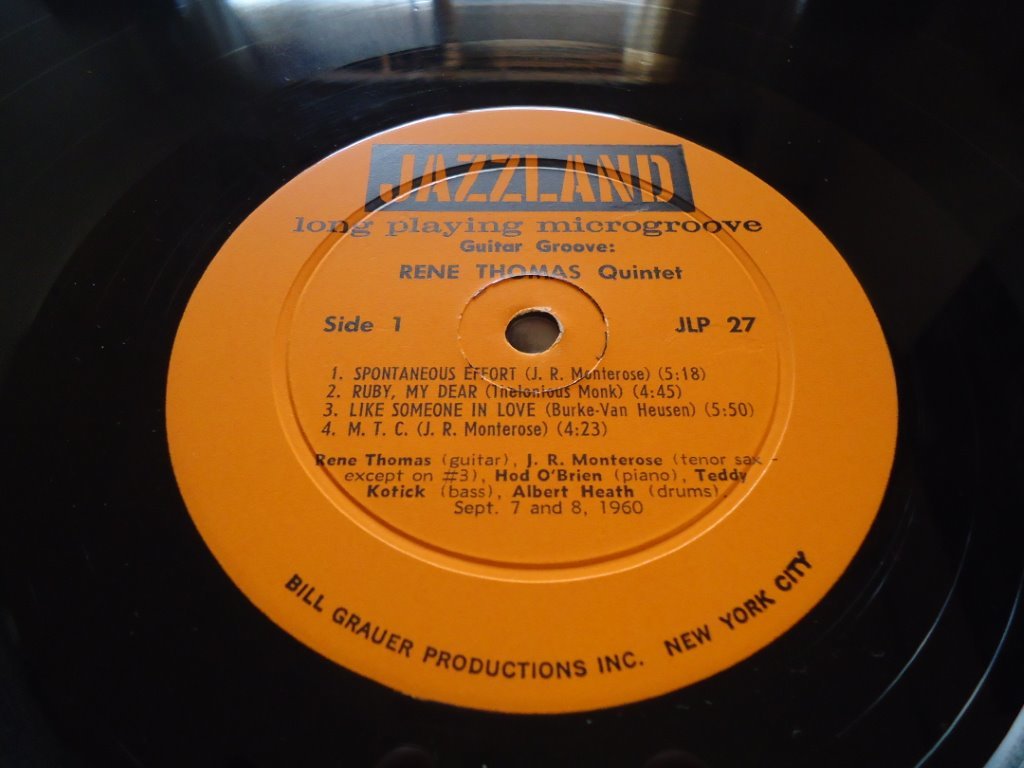 JAZZLAND
long playing microgroove
Guitar Groove:
RENE THOMAS Quintet
Side 1 JLP 27
1. SPONTANEOUS EFFORT (J. R. Monterose) (5:18)
2. RUBY, MY DEAR (Thelonious Monk) (4:45)
3. LIKE SOMEONE IN LOVE (Burke-Van Heusen) (5:50)
4. M. T. C. (J. R. Monterose) (4:23)
Rene Thomas (guitar), J. R. Monterose (tenor sax -
except on #3), Hod O'Brien (piano), Teddy
Kotick (bass), Albert Heath (drums).
Sept. 7 and 8, 1960
BILL GRAUER PRODUCTIONS INC. NEW YORK CITY